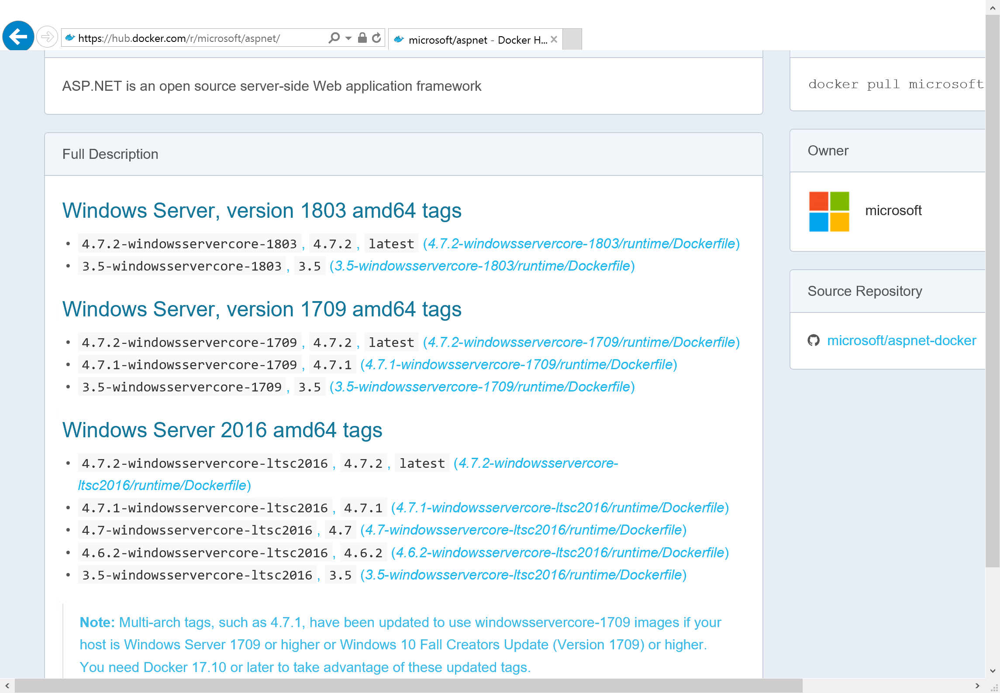 https://hub.docker.com/r/microsoft/aspnet/
microsoft/aspnet - Docker H...
ASP.NET is an open source server-side Web application framework
docker pull microsoft
Full Description
Owner
microsoft
Source Repository
microsoft/aspnet-docker
Windows Server, version 1803 amd64 tags
• 4.7.2-windowsservercore-1803, 4.7.2, latest (4.7.2-windowsservercore-1803/runtime/Dockerfile)
• 3.5-windowsservercore-1803, 3.5 (3.5-windowsservercore-1803/runtime/Dockerfile)
Windows Server, version 1709 amd64 tags
• 4.7.2-windowsservercore-1709, 4.7.2, latest (4.7.2-windowsservercore-1709/runtime/Dockerfile)
• 4.7.1-windowsservercore-1709, 4.7.1 (4.7.1-windowsservercore-1709/runtime/Dockerfile)
• 3.5-windowsservercore-1709, 3.5 (3.5-windowsservercore-1709/runtime/Dockerfile)
Windows Server 2016 amd64 tags
• 4.7.2-windowsservercore-ltsc2016, 4.7.2, latest (4.7.2-windowsservercore-
ltsc2016/runtime/Dockerfile)
• 4.7.1-windowsservercore-ltsc2016, 4.7.1 (4.7.1-windowsservercore-ltsc2016/runtime/Dockerfile)
• 4.7-windowsservercore-ltsc2016, 4.7 (4.7-windowsservercore-ltsc2016/runtime/Dockerfile)
• 4.6.2-windowsservercore-ltsc2016, 4.6.2 (4.6.2-windowsservercore-ltsc2016/runtime/Dockerfile)
• 3.5-windowsservercore-ltsc2016, 3.5 (3.5-windowsservercore-ltsc2016/runtime/Dockerfile)
Note: Multi-arch tags, such as 4.7.1, have been updated to use windowsservercore-1709 images if your
host is Windows Server 1709 or higher or Windows 10 Fall Creators Update (Version 1709) or higher.
You need Docker 17.10 or later to take advantage of these updated tags.